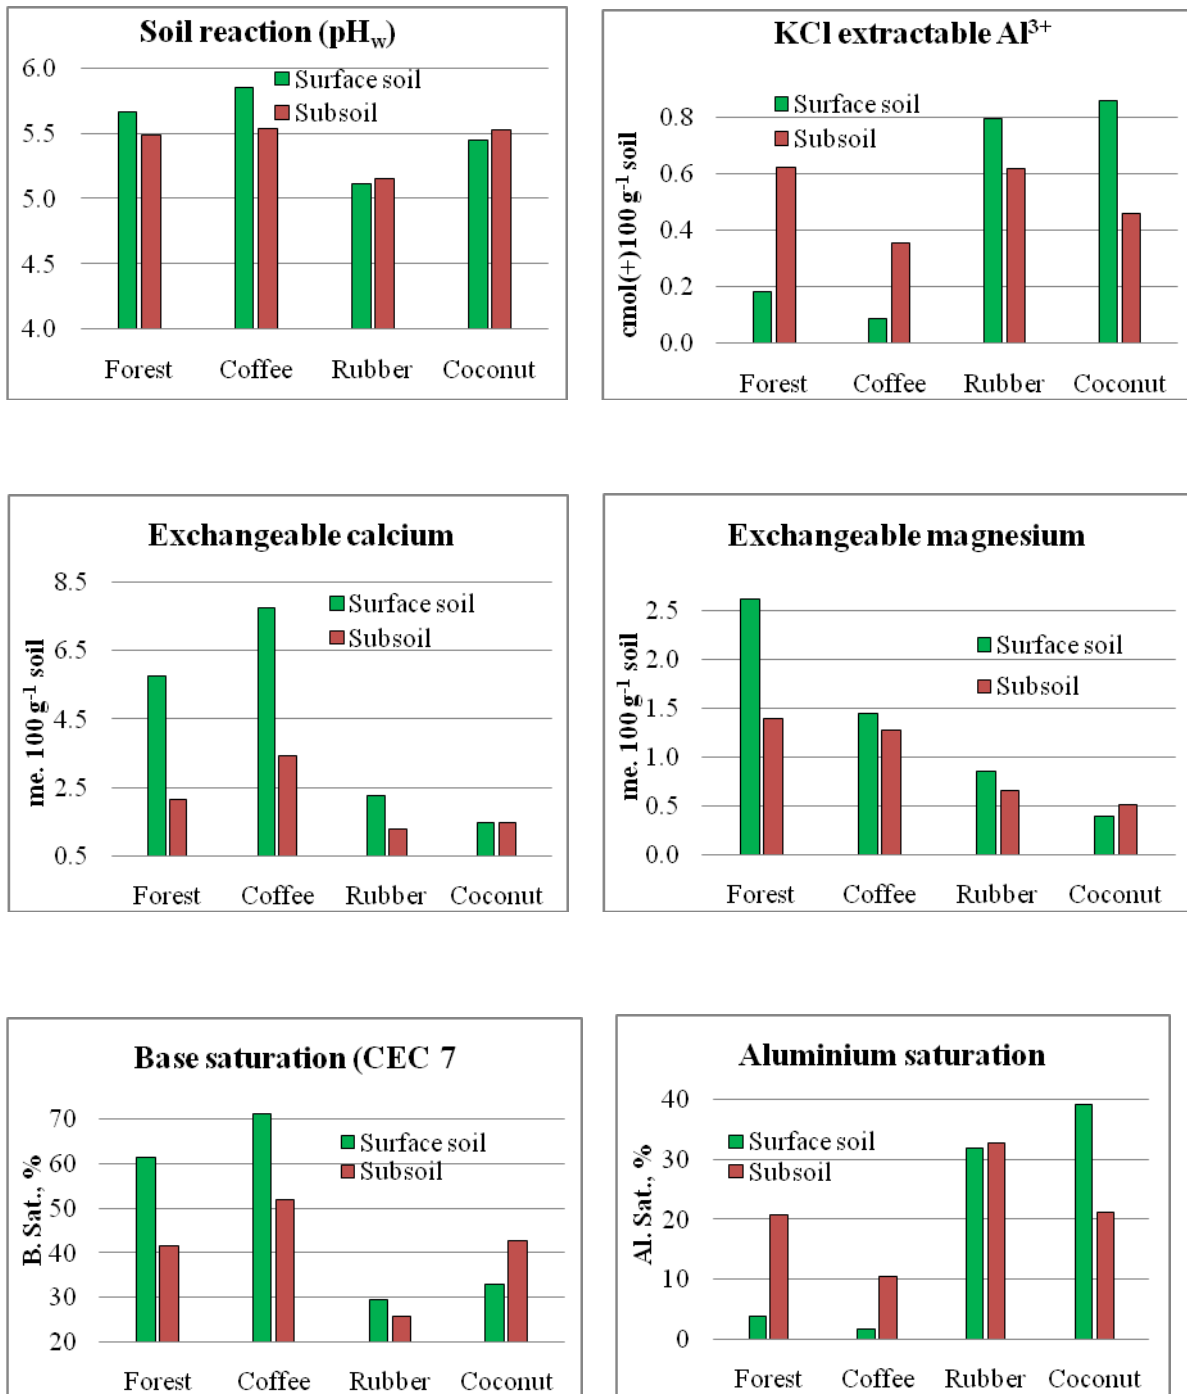 Soil reaction (pHw)
6.0
5.5
5.0
4.5
4.0
Surface soil
Subsoil
Forest Coffee Rubber Coconut
KCl extractable Al³⁺
cmol(+)100 g⁻¹ soil
0.8
0.6
0.4
0.2
0.0
Surface soil
Subsoil
Forest Coffee Rubber Coconut
Exchangeable calcium
me. 100 g⁻¹ soil
8.5
6.5
4.5
2.5
0.5
Surface soil
Subsoil
Forest Coffee Rubber Coconut
Exchangeable magnesium
me. 100 g⁻¹ soil
2.5
2.0
1.5
1.0
0.5
0.0
Surface soil
Subsoil
Forest Coffee Rubber Coconut
Base saturation (CEC 7
B. Sat., %
70
60
50
40
30
20
Surface soil
Subsoil
Forest Coffee Rubber Coconut
Aluminium saturation
Al. Sat., %
40
30
20
10
0
Surface soil
Subsoil
Forest Coffee Rubber Coconut